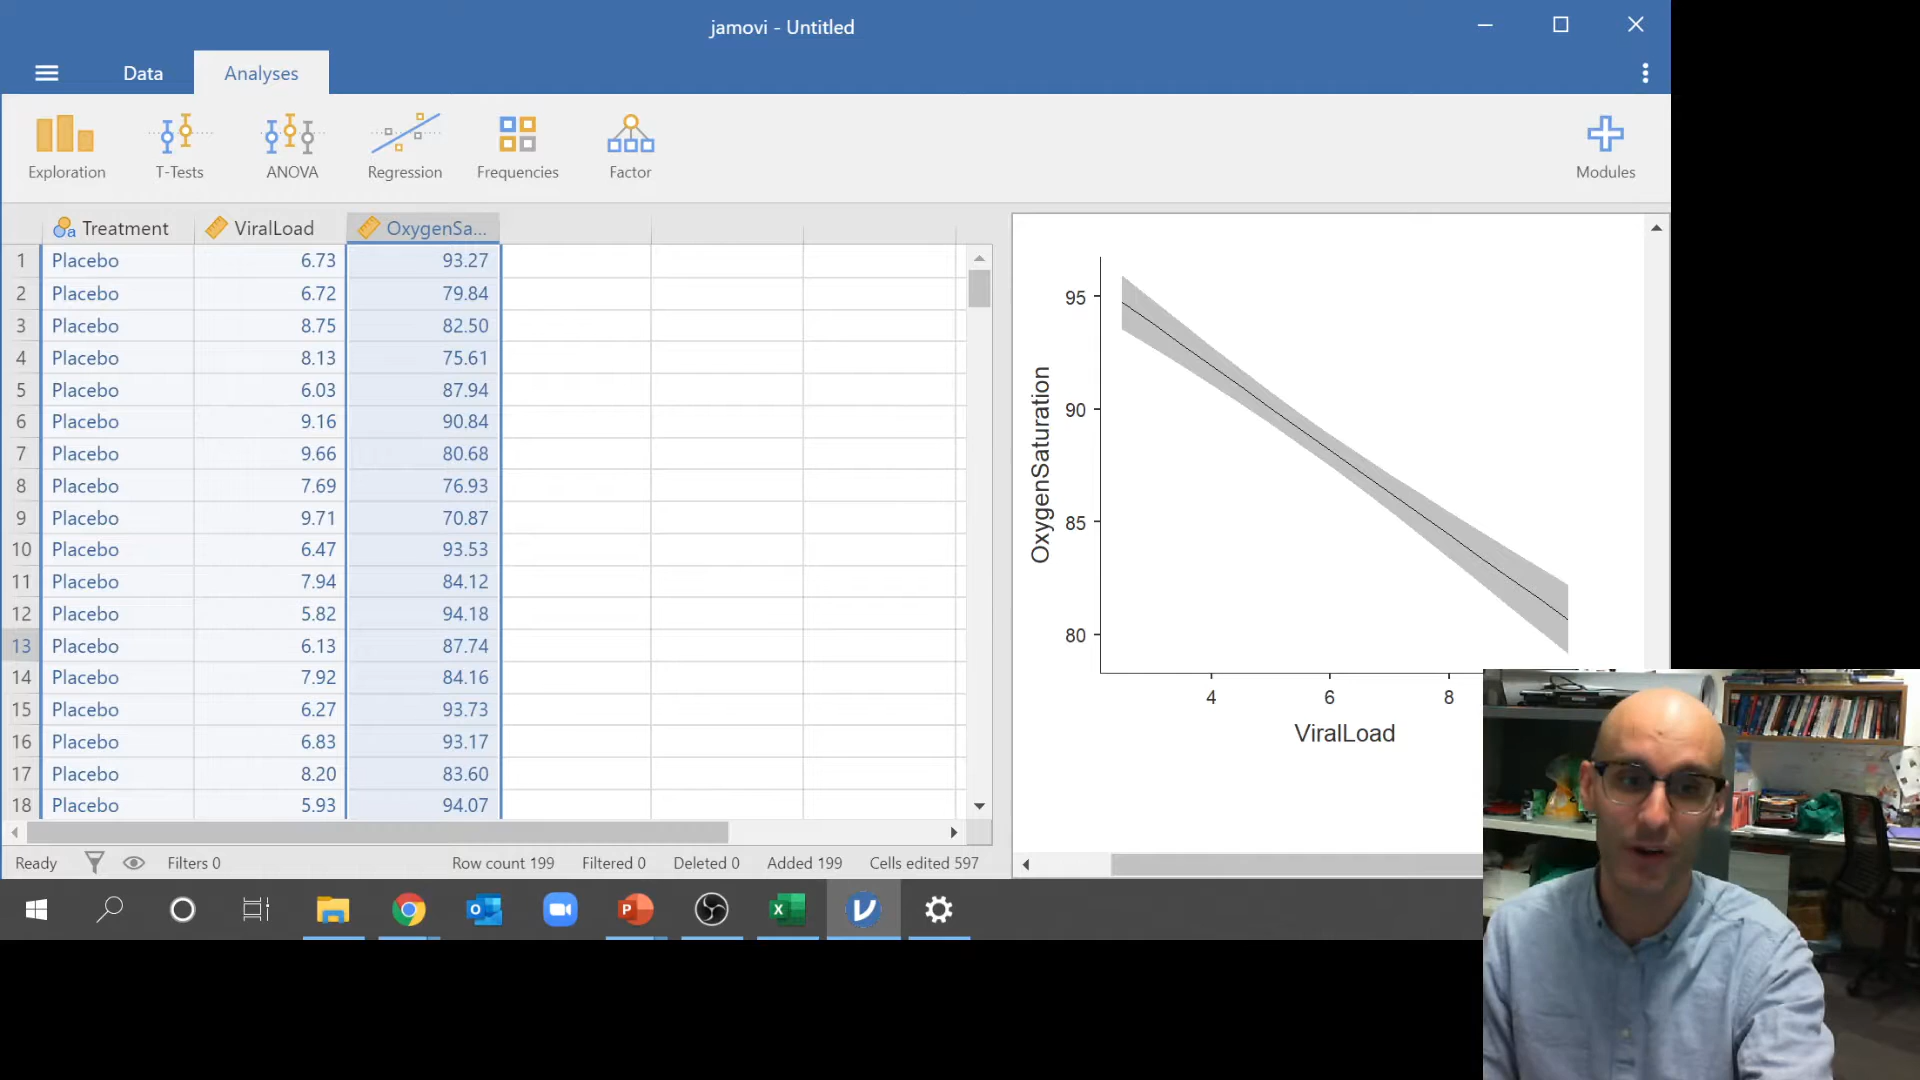 jamovi - Untitled
Data
Analyses
Exploration
T-Tests
ANOVA
Regression
Frequencies
Factor
Modules
Treatment ViralLoad OxygenSa...
1 Placebo 6.73 93.27
2 Placebo 6.72 79.84
3 Placebo 8.75 82.50
4 Placebo 8.13 75.61
5 Placebo 6.03 87.94
6 Placebo 9.16 90.84
7 Placebo 9.66 80.68
8 Placebo 7.69 76.93
9 Placebo 9.71 70.87
10 Placebo 6.47 93.53
11 Placebo 7.94 84.12
12 Placebo 5.82 94.18
13 Placebo 6.13 87.74
14 Placebo 7.92 84.16
15 Placebo 6.27 93.73
16 Placebo 6.83 93.17
17 Placebo 8.20 83.60
18 Placebo 5.93 94.07
95
90
85
80
OxygenSaturation
4 6 8
ViralLoad
Ready Filters 0 Row count 199 Filtered 0 Deleted 0 Added 199 Cells edited 597